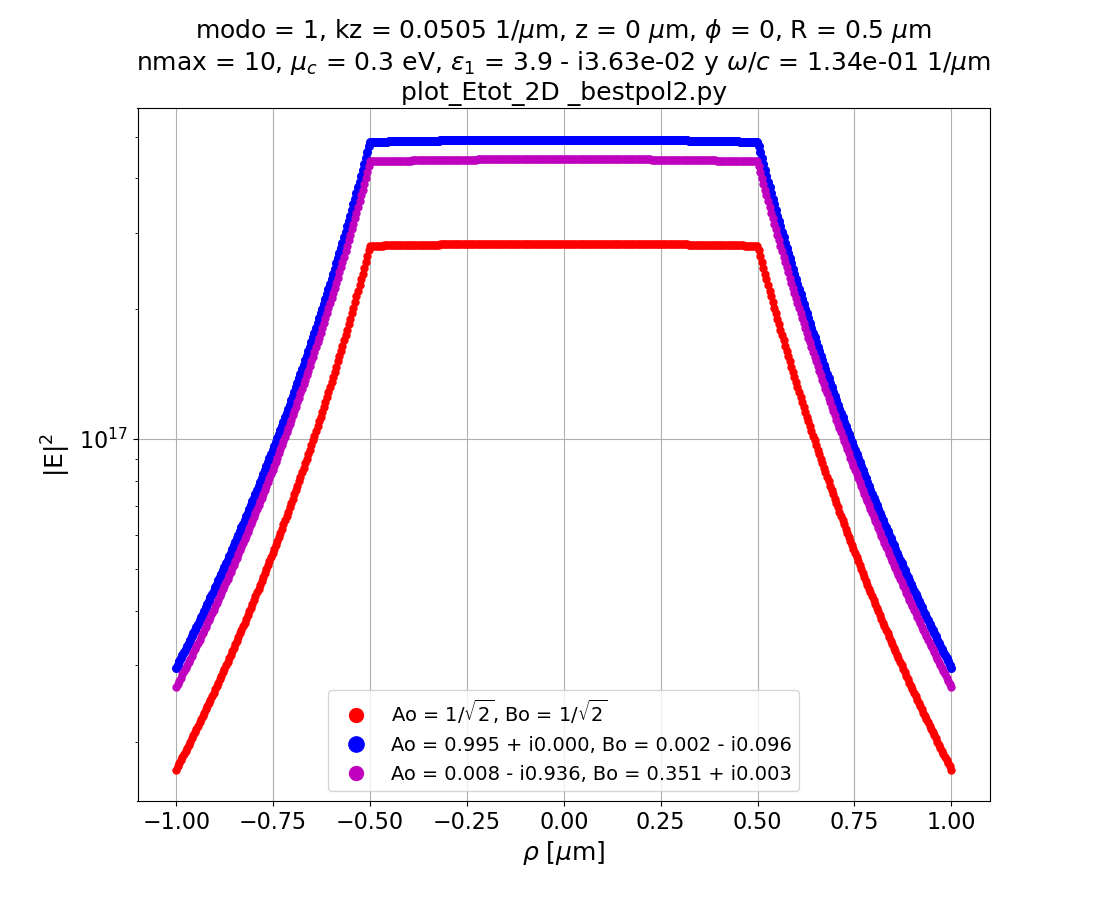 modo = 1, kz = 0.0505 1/μm, z = 0 μm, ϕ = 0, R = 0.5 μm
nmax = 10, μ_c = 0.3 eV, ε₁ = 3.9 - i3.63e-02 y ω/c = 1.34e-01 1/μm
plot_Etot_2D _bestpol2.py
|E|²
10¹⁷
Ao = 1/√2, Bo = 1/√2
Ao = 0.995 + i0.000, Bo = 0.002 - i0.096
Ao = 0.008 - i0.936, Bo = 0.351 + i0.003
−1.00 −0.75 −0.50 −0.25 0.00 0.25 0.50 0.75 1.00
ρ [μm]